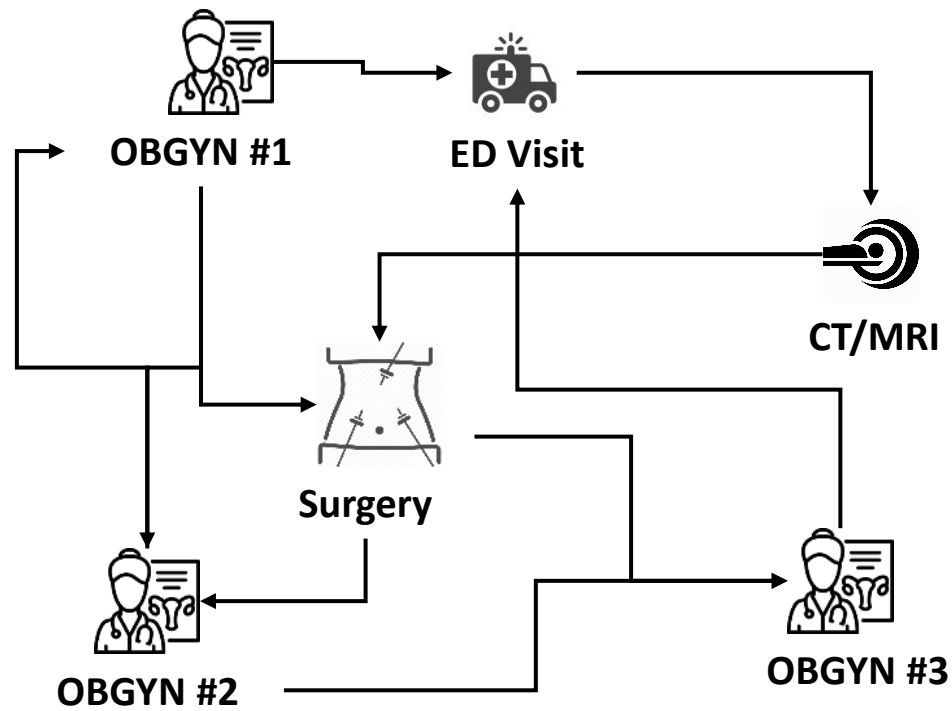 OBGYN #1
ED Visit
CT/MRI
Surgery
OBGYN #2
OBGYN #3